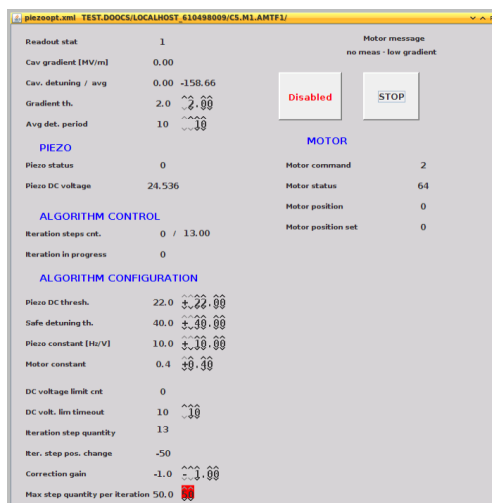 piezoopt.xml TEST.DOOCS/LOCALHOST_610498009/C5.M1.AMTF1/
Readout stat 1
Cav gradient [MV/m] 0.00
Cav. detuning / avg 0.00 -158.66
Gradient th. 2.0 2.00
Avg det. period 10 10
PIEZO
Piezo status 0
Piezo DC voltage 24.536
ALGORITHM CONTROL
Iteration steps cnt. 0 / 13.00
Iteration in progress 0
ALGORITHM CONFIGURATION
Piezo DC thresh. 22.0 + 22.00
Safe detuning th. 40.0 + 40.00
Piezo constant [Hz/V] 10.0 + 10.00
Motor constant 0.4 +0.40
DC voltage limit cnt 0
DC volt. lim timeout 10 10
Iteration step quantity 13
Iter. step pos. change -50
Correction gain -1.0 - 1.00
Max step quantity per iteration 50.0 50
Motor message
no meas - low gradient
Disabled STOP
MOTOR
Motor command 2
Motor status 64
Motor position 0
Motor position set 0